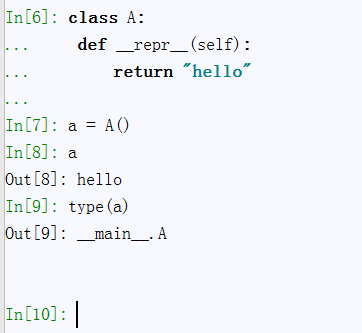 In[6]: class A:
...     def __repr__(self):
...         return "hello"
...
In[7]: a = A()
In[8]: a
Out[8]: hello
In[9]: type(a)
Out[9]: __main__.A
In[10]: